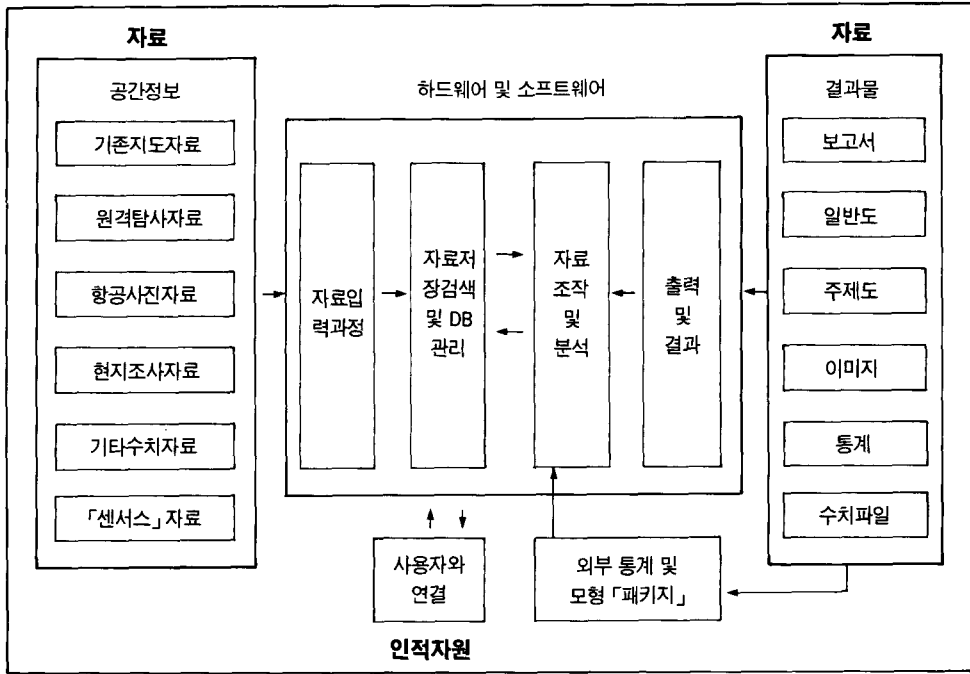 자료
공간정보
기존지도자료
원격탐사자료
항공사진자료
현지조사자료
기타수치자료
「센서스」자료
하드웨어 및 소프트웨어
자료입
력과정
자료저
장검색
및 DB
관리
자료
조작
및
분석
출력
및
결과
사용자와
연결
인적자원
외부 통계 및
모형「패키지」
자료
결과물
보고서
일반도
주제도
이미지
통계
수치파일